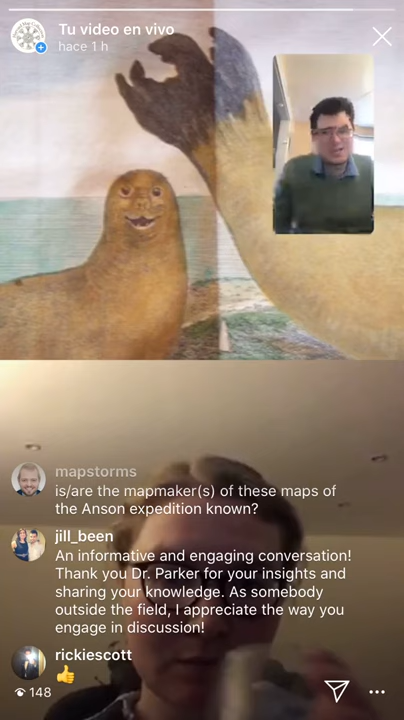 Tu video en vivo
hace 1 h
mapstorms
is/are the mapmaker(s) of these maps of
the Anson expedition known?
jill_been
An informative and engaging conversation!
Thank you Dr. Parker for your insights and
sharing your knowledge. As somebody
outside the field, I appreciate the way you
engage in discussion!
rickiescott
👍
148